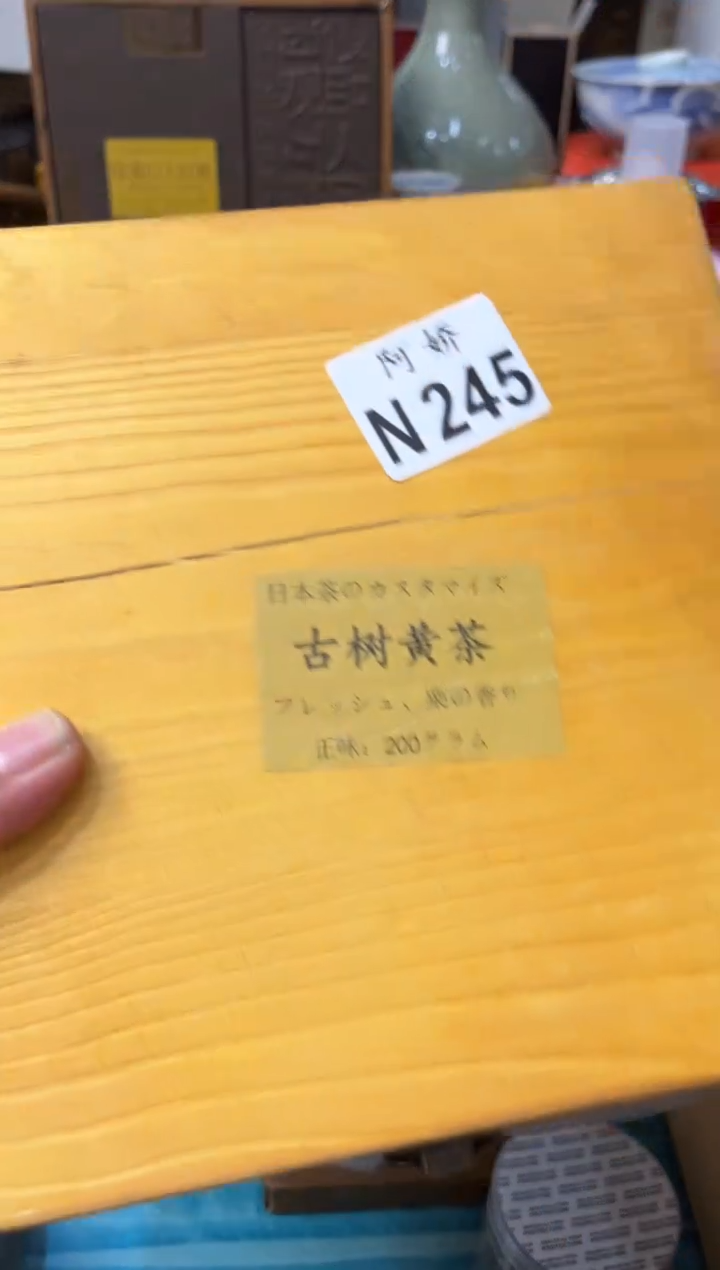 阿娇
N245
日本茶のカスタマイズ
古树黄茶
フレッシュ、栗の香り
正味：200グラム